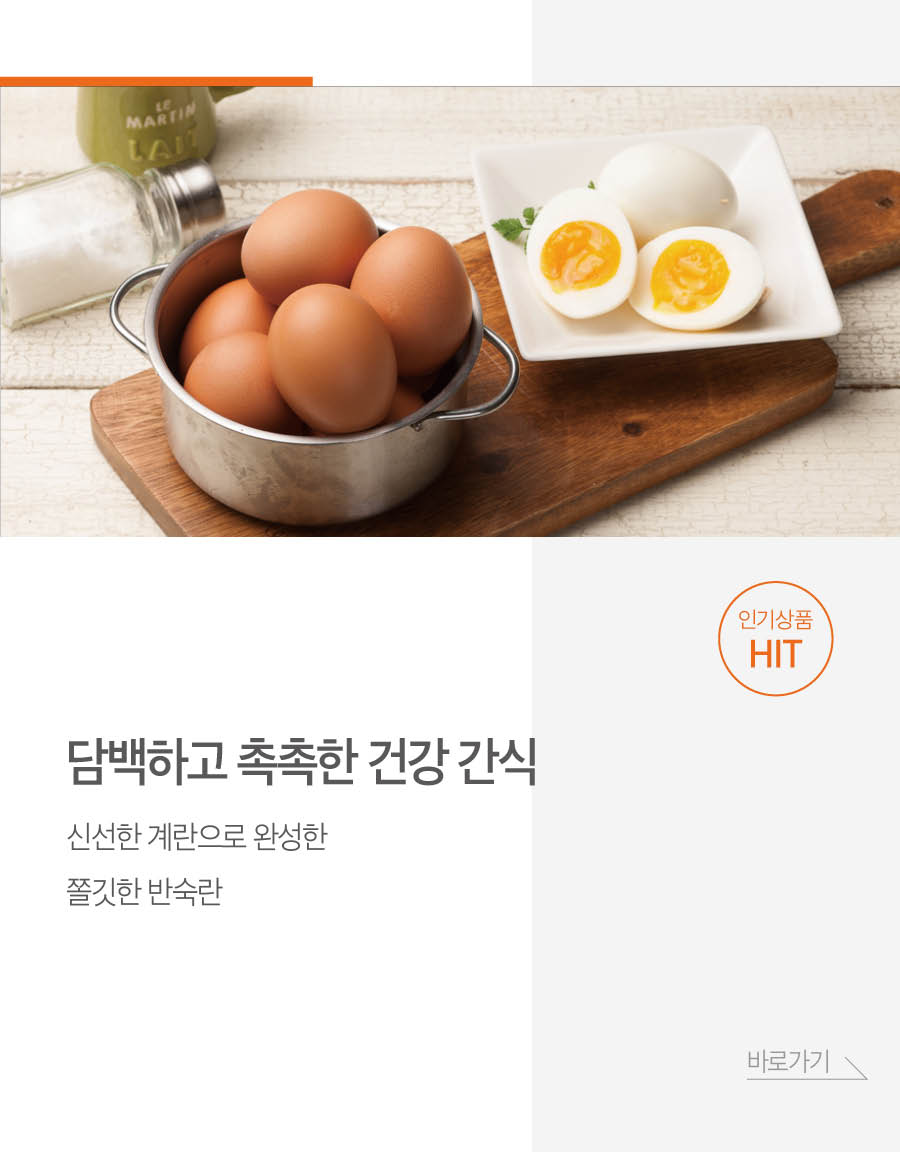 LE
MARTIN
LAIT
인기상품
HIT
담백하고 촉촉한 건강 간식
신선한 계란으로 완성한
쫄깃한 반숙란
바로가기